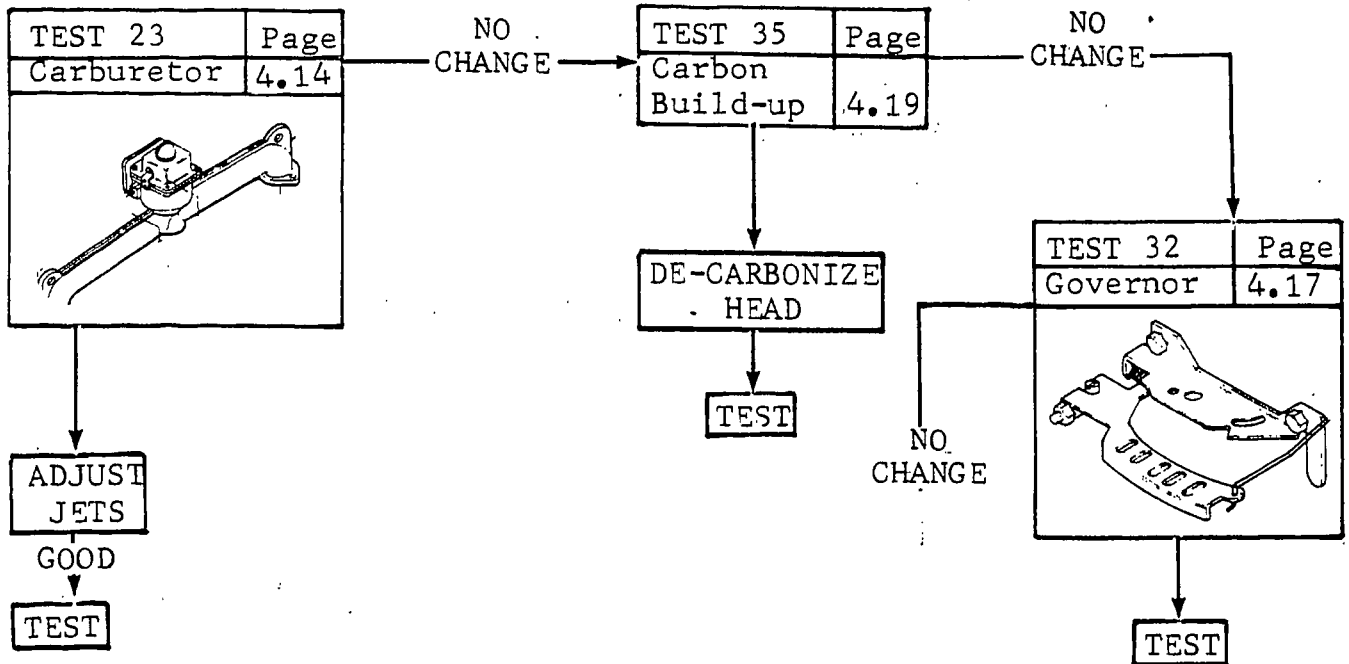 TEST 23 Page
Carburetor 4.14
NO
CHANGE
TEST 35 Page
Carbon
Build-up 4.19
NO
CHANGE
DE-CARBONIZE
HEAD
TEST
TEST 32 Page
Governor 4.17
NO
CHANGE
ADJUST
JETS
GOOD
TEST
TEST